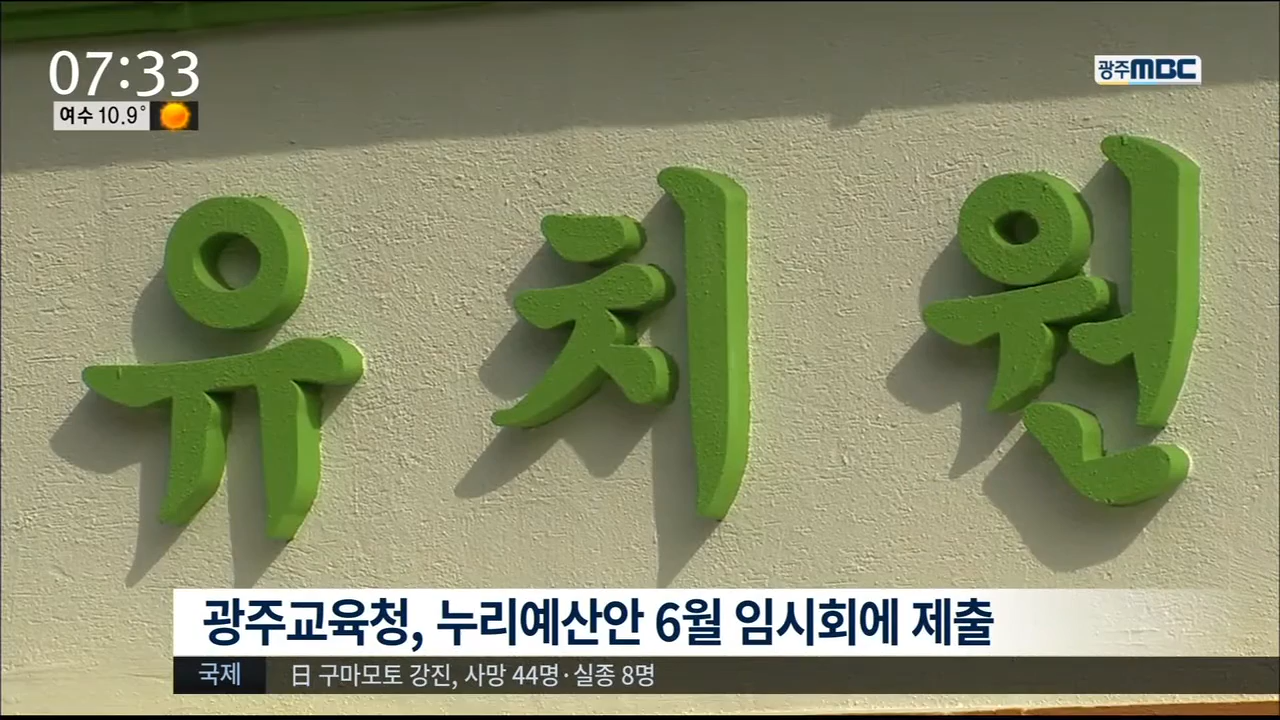 07:33
여수 10.9°
광주MBC
유치원
광주교육청, 누리예산안 6월 임시회에 제출
국제 日 구마모토 강진, 사망 44명·실종 8명